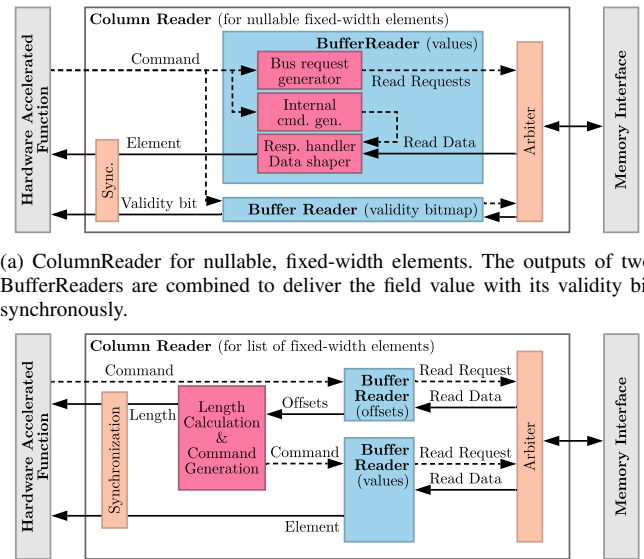 Column Reader (for nullable fixed-width elements)
Hardware Accelerated
Function
Command
BufferReader (values)
Bus request
generator
Read Requests
Internal
cmd. gen.
Resp. handler
Data shaper
Read Data
Element
Sync.
Validity bit
Buffer Reader (validity bitmap)
Arbiter
Memory Interface
(a) ColumnReader for nullable, fixed-width elements. The outputs of two
BufferReaders are combined to deliver the field value with its validity bi
synchronously.
Column Reader (for list of fixed-width elements)
Hardware Accelerated
Function
Command
Synchronization
Length
Length
Calculation
&
Command
Generation
Offsets
Buffer
Reader
(offsets)
Read Request
Read Data
Command
Buffer
Reader
(values)
Read Request
Read Data
Element
Arbiter
Memory Interface